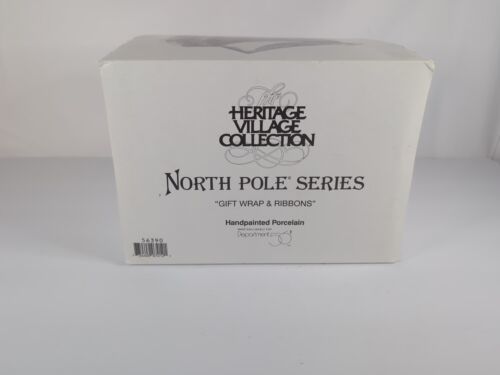 The
HERITAGE
VILLAGE
COLLECTION
NORTH POLE® SERIES
"GIFT WRAP & RIBBONS"
Handpainted Porcelain
Department 56®
56390